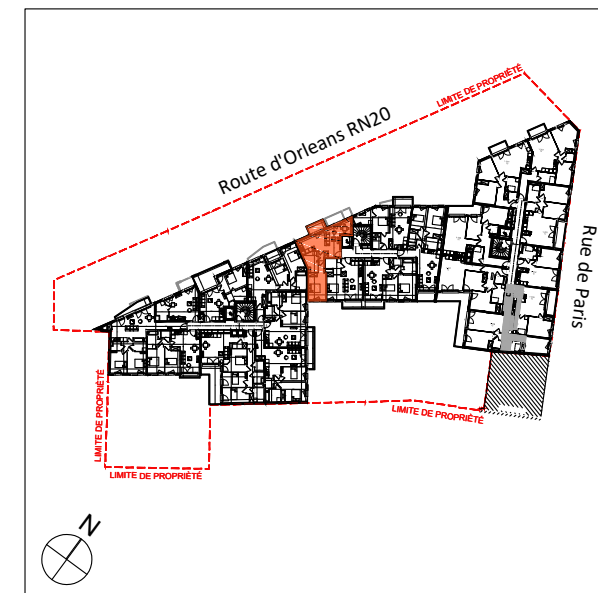 LIMITE DE PROPRIÉTÉ
Route d'Orleans RN20
Rue de Paris
LIMITE DE PROPRIÉTÉ
LIMITE DE PROPRIÉTÉ
LIMITE DE PROPRIÉTÉ
N